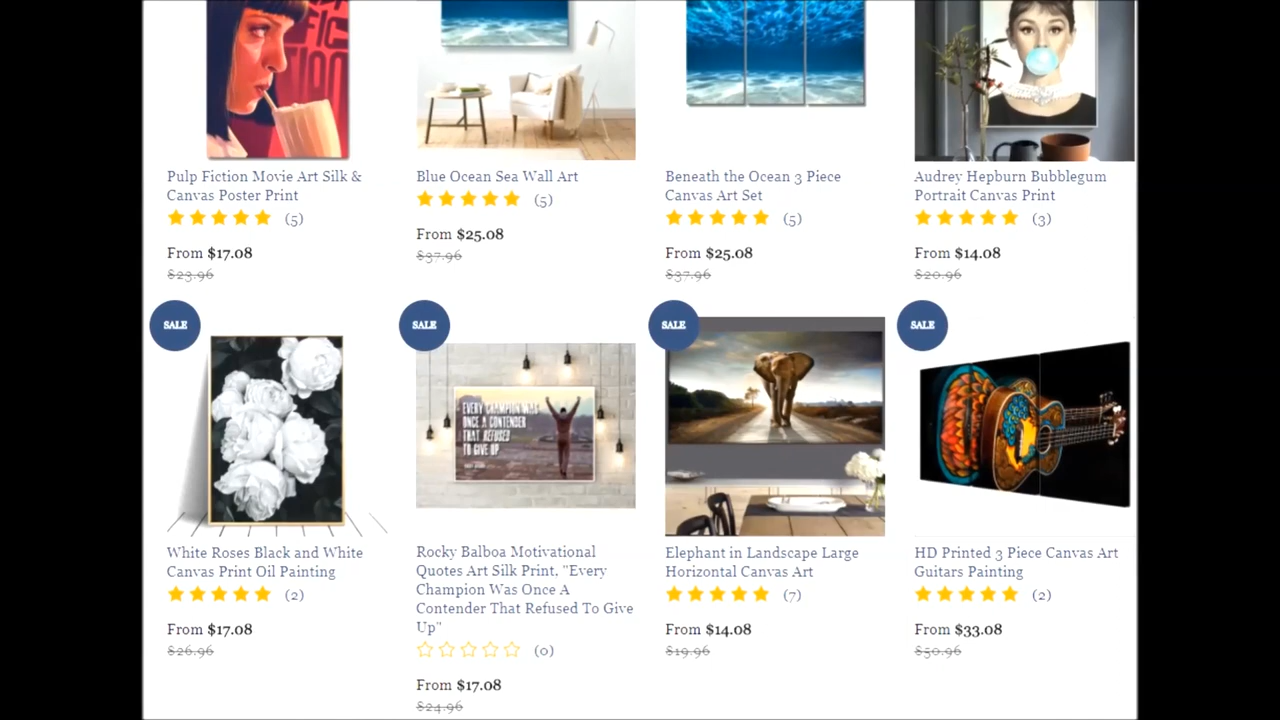 FIC
TION
Pulp Fiction Movie Art Silk &
Canvas Poster Print
(5)
From $17.08
$23.96
Blue Ocean Sea Wall Art
(5)
From $25.08
$37.96
Beneath the Ocean 3 Piece
Canvas Art Set
(5)
From $25.08
$37.96
Audrey Hepburn Bubblegum
Portrait Canvas Print
(3)
From $14.08
$20.96
SALE
White Roses Black and White
Canvas Print Oil Painting
(2)
From $17.08
$26.96
SALE
EVERY CHAMPION WAS
ONCE A CONTENDER
THAT REFUSED
TO GIVE UP
Rocky Balboa Motivational
Quotes Art Silk Print, "Every
Champion Was Once A
Contender That Refused To Give
Up"
(0)
From $17.08
$24.96
SALE
Elephant in Landscape Large
Horizontal Canvas Art
(7)
From $14.08
$19.96
SALE
HD Printed 3 Piece Canvas Art
Guitars Painting
(2)
From $33.08
$50.96